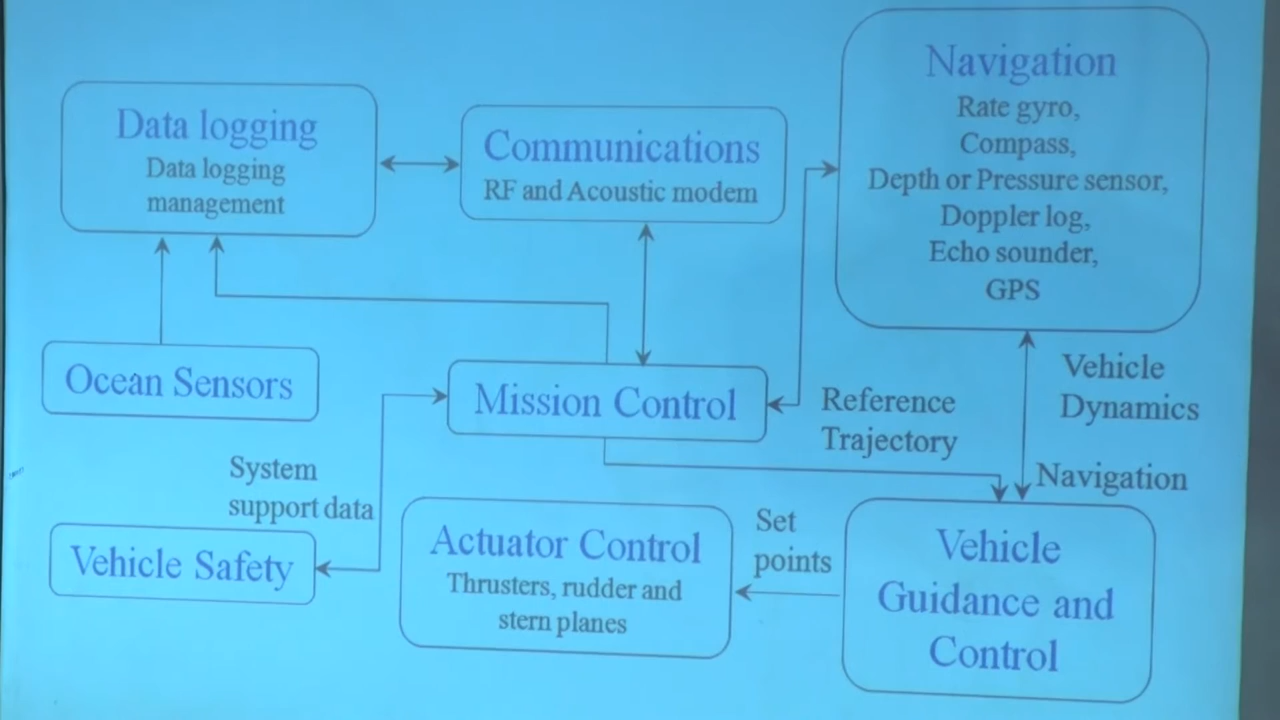 Data logging
Data logging
management
Communications
RF and Acoustic modem
Navigation
Rate gyro,
Compass,
Depth or Pressure sensor,
Doppler log,
Echo sounder,
GPS
Ocean Sensors
Mission Control
Reference
Trajectory
Vehicle
Dynamics
Navigation
System
support data
Vehicle Safety
Actuator Control
Thrusters, rudder and
stern planes
Set
points
Vehicle
Guidance and
Control